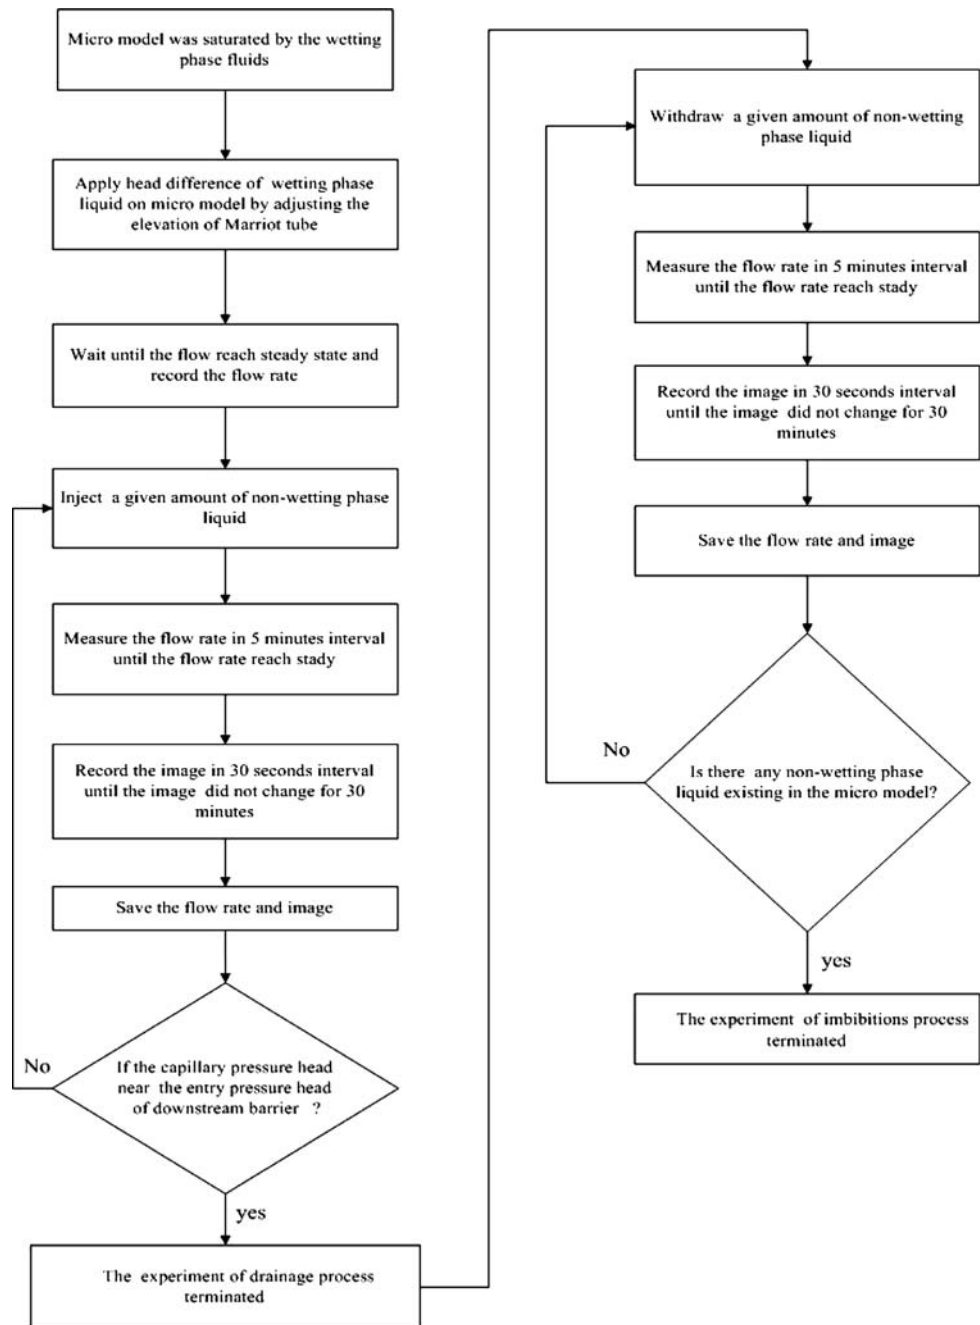 Micro model was saturated by the wetting
phase fluids
Apply head difference of wetting phase
liquid on micro model by adjusting the
elevation of Marriot tube
Wait until the flow reach steady state and
record the flow rate
Inject a given amount of non-wetting phase
liquid
Measure the flow rate in 5 minutes interval
until the flow rate reach stady
Record the image in 30 seconds interval
until the image did not change for 30
minutes
Save the flow rate and image
No
If the capillary pressure head
near the entry pressure head
of downstream barrier ?
yes
The experiment of drainage process
terminated
Withdraw a given amount of non-wetting
phase liquid
Measure the flow rate in 5 minutes interval
until the flow rate reach stady
Record the image in 30 seconds interval
until the image did not change for 30
minutes
Save the flow rate and image
No
Is there any non-wetting phase
liquid existing in the micro model?
yes
The experiment of imbibitions process
terminated